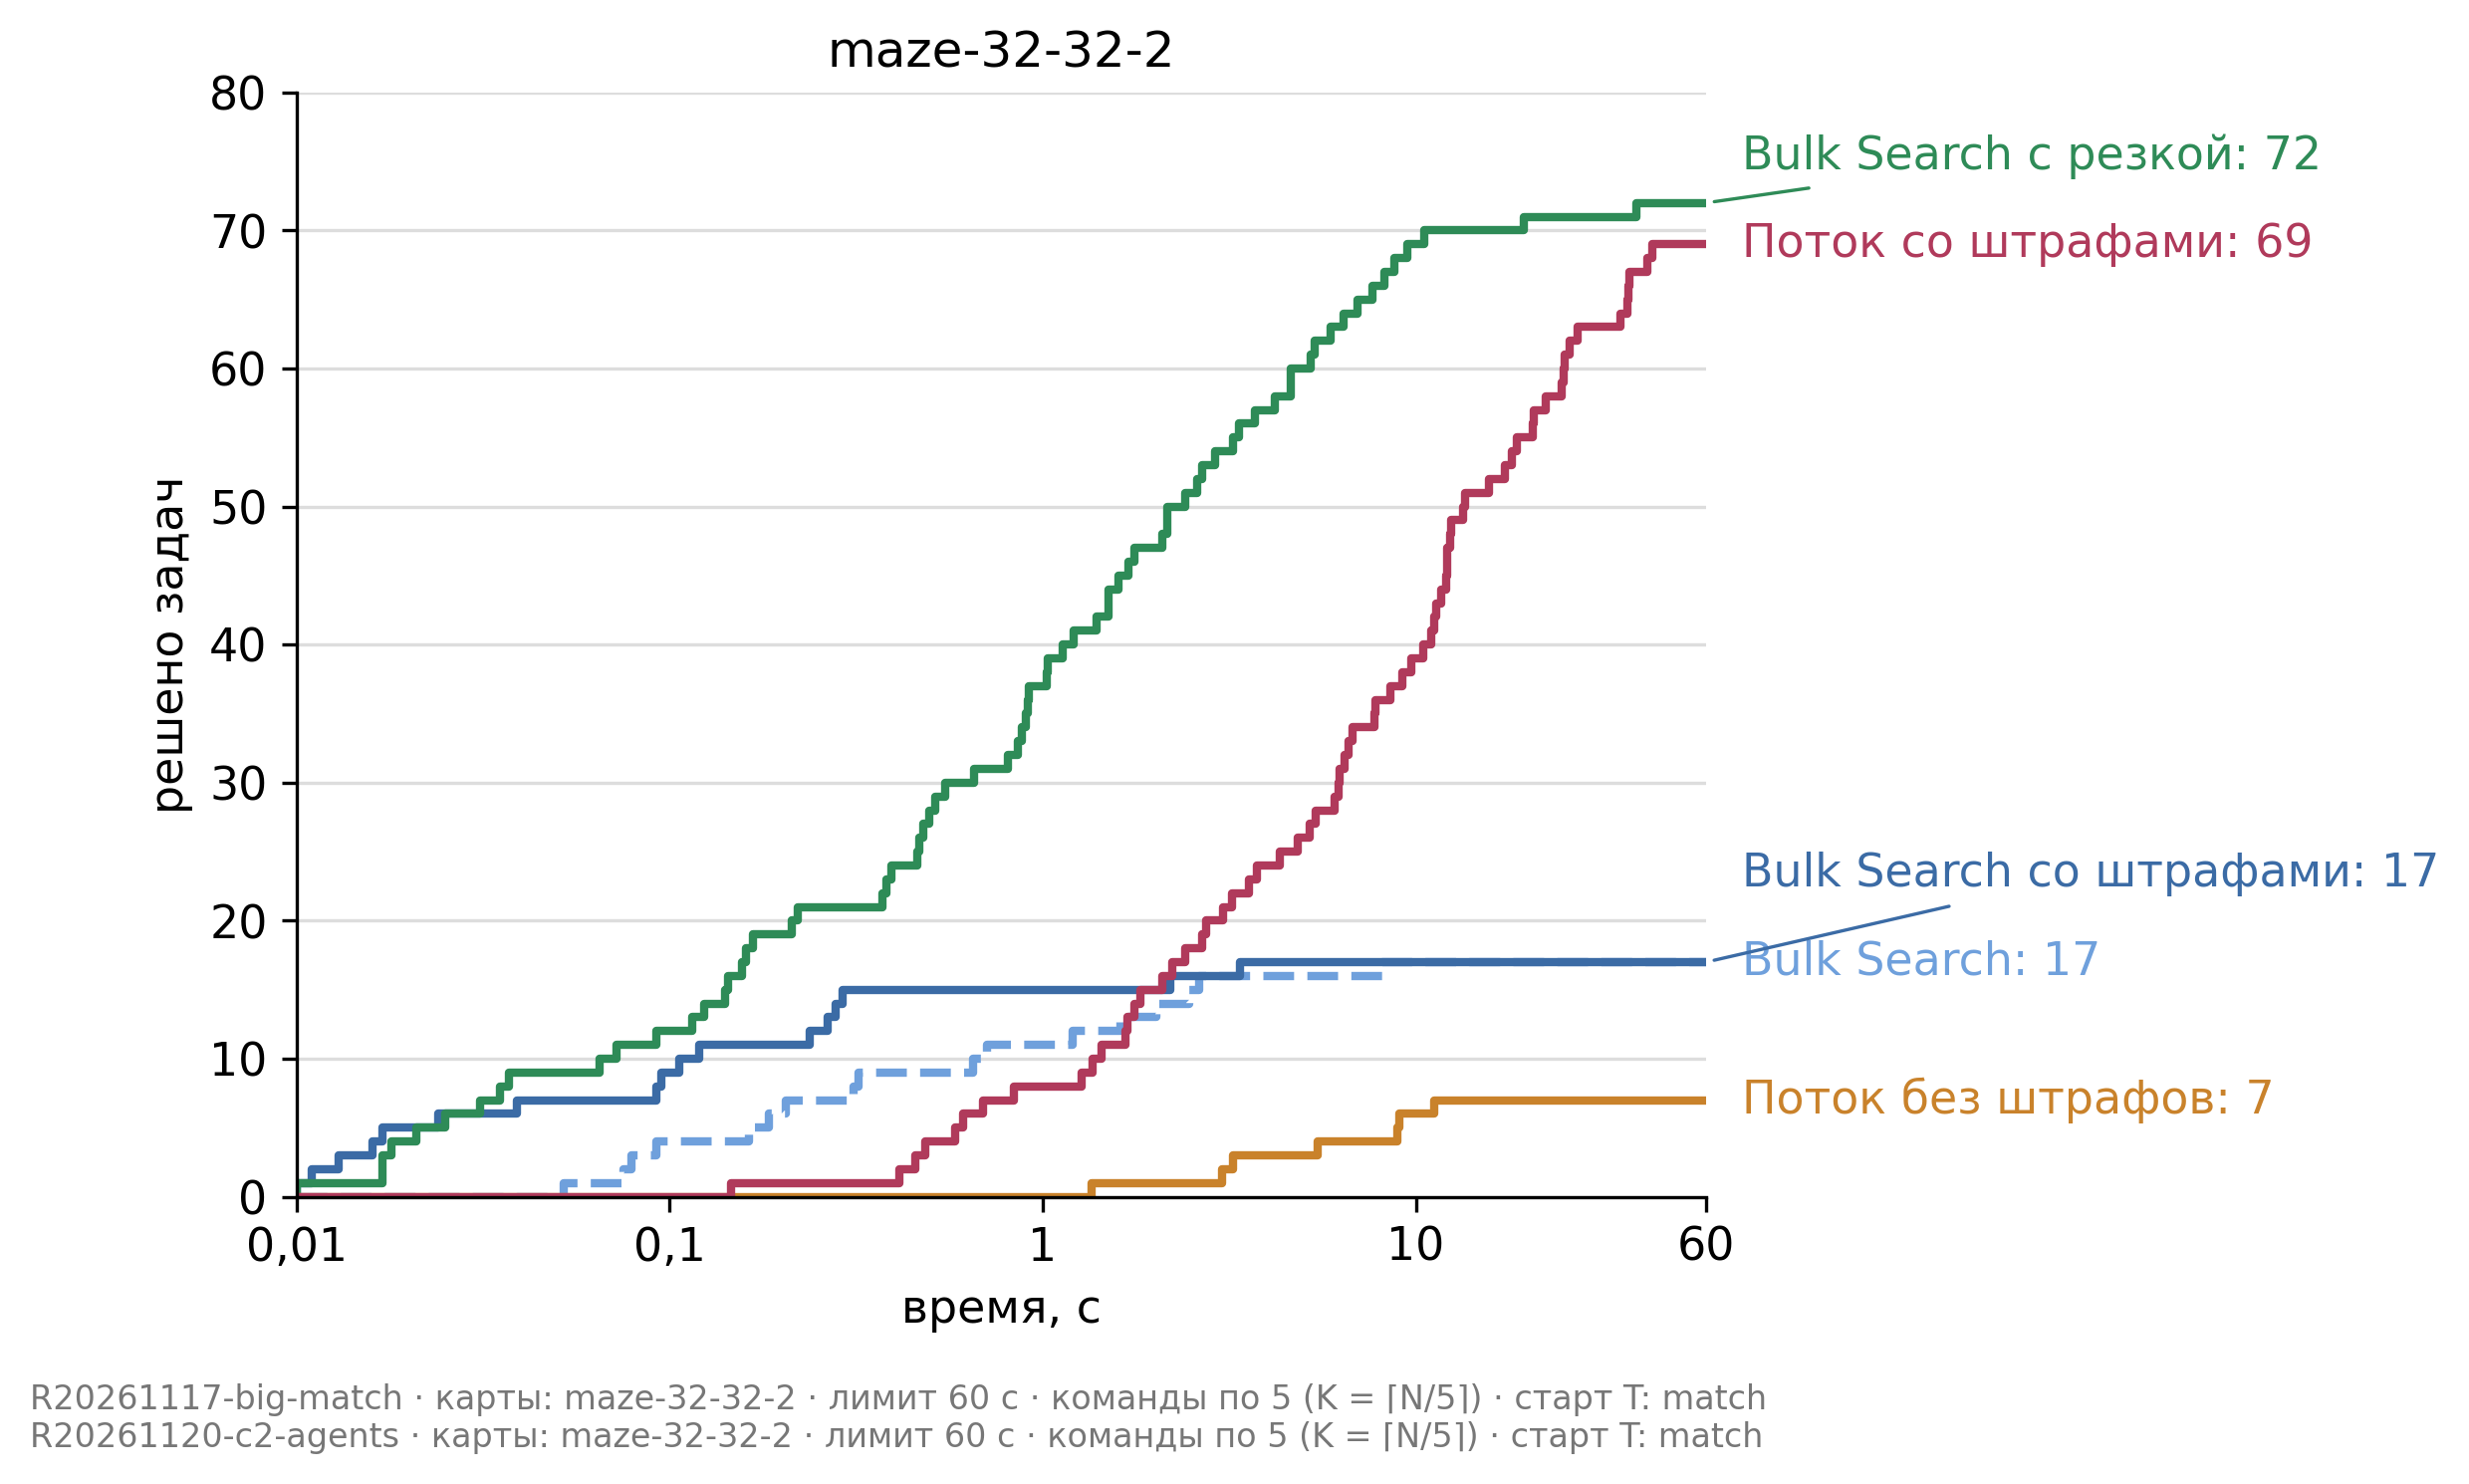 maze-32-32-2
80
70
60
50
40
30
20
10
0
решено задач
Bulk Search с резкой: 72
Поток со штрафами: 69
Bulk Search со штрафами: 17
Bulk Search: 17
Поток без штрафов: 7
0,01 0,1 1 10 60
время, с
R20261117-big-match · карты: maze-32-32-2 · лимит 60 с · команды по 5 (K = ⌈N/5⌉) · старт T: match
R20261120-c2-agents · карты: maze-32-32-2 · лимит 60 с · команды по 5 (K = ⌈N/5⌉) · старт T: match